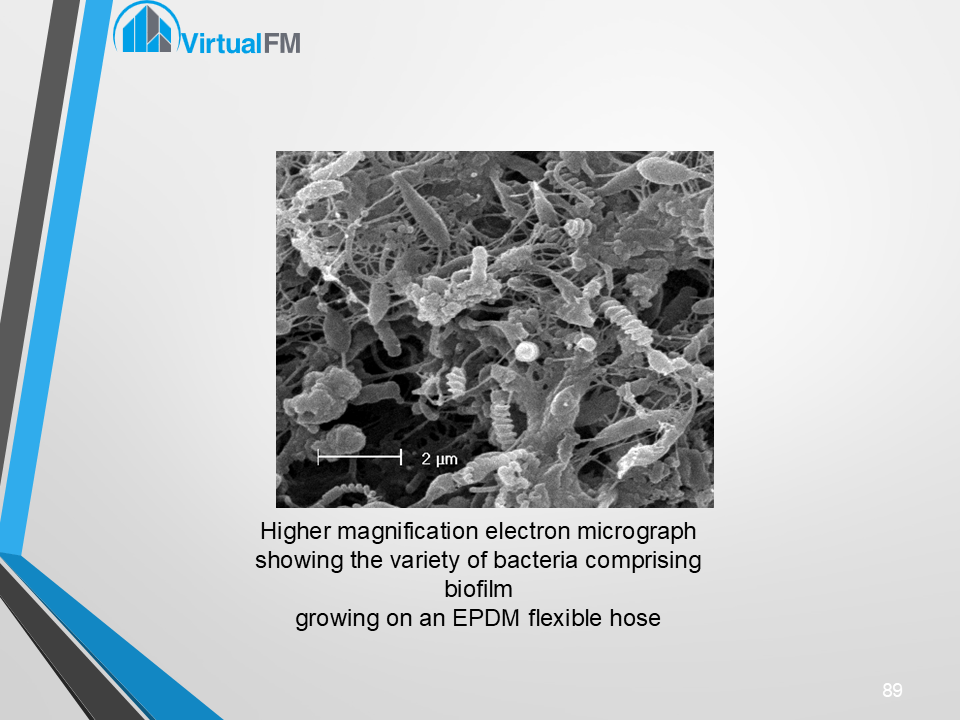 VirtualFM
2 µm
Higher magnification electron micrograph
showing the variety of bacteria comprising
biofilm
growing on an EPDM flexible hose
89